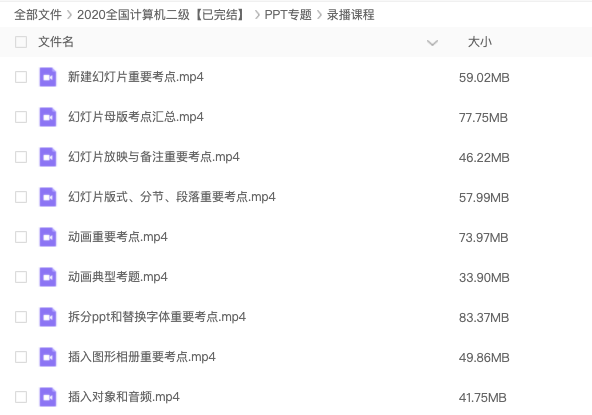 全部文件 > 2020全国计算机二级【已完结】 > PPT专题 > 录播课程
文件名 大小
新建幻灯片重要考点.mp4 59.02MB
幻灯片母版考点汇总.mp4 77.75MB
幻灯片放映与备注重要考点.mp4 46.22MB
幻灯片版式、分节、段落重要考点.mp4 57.99MB
动画重要考点.mp4 73.97MB
动画典型考题.mp4 33.90MB
拆分ppt和替换字体重要考点.mp4 83.37MB
插入图形相册重要考点.mp4 49.86MB
插入对象和音频.mp4 41.75MB